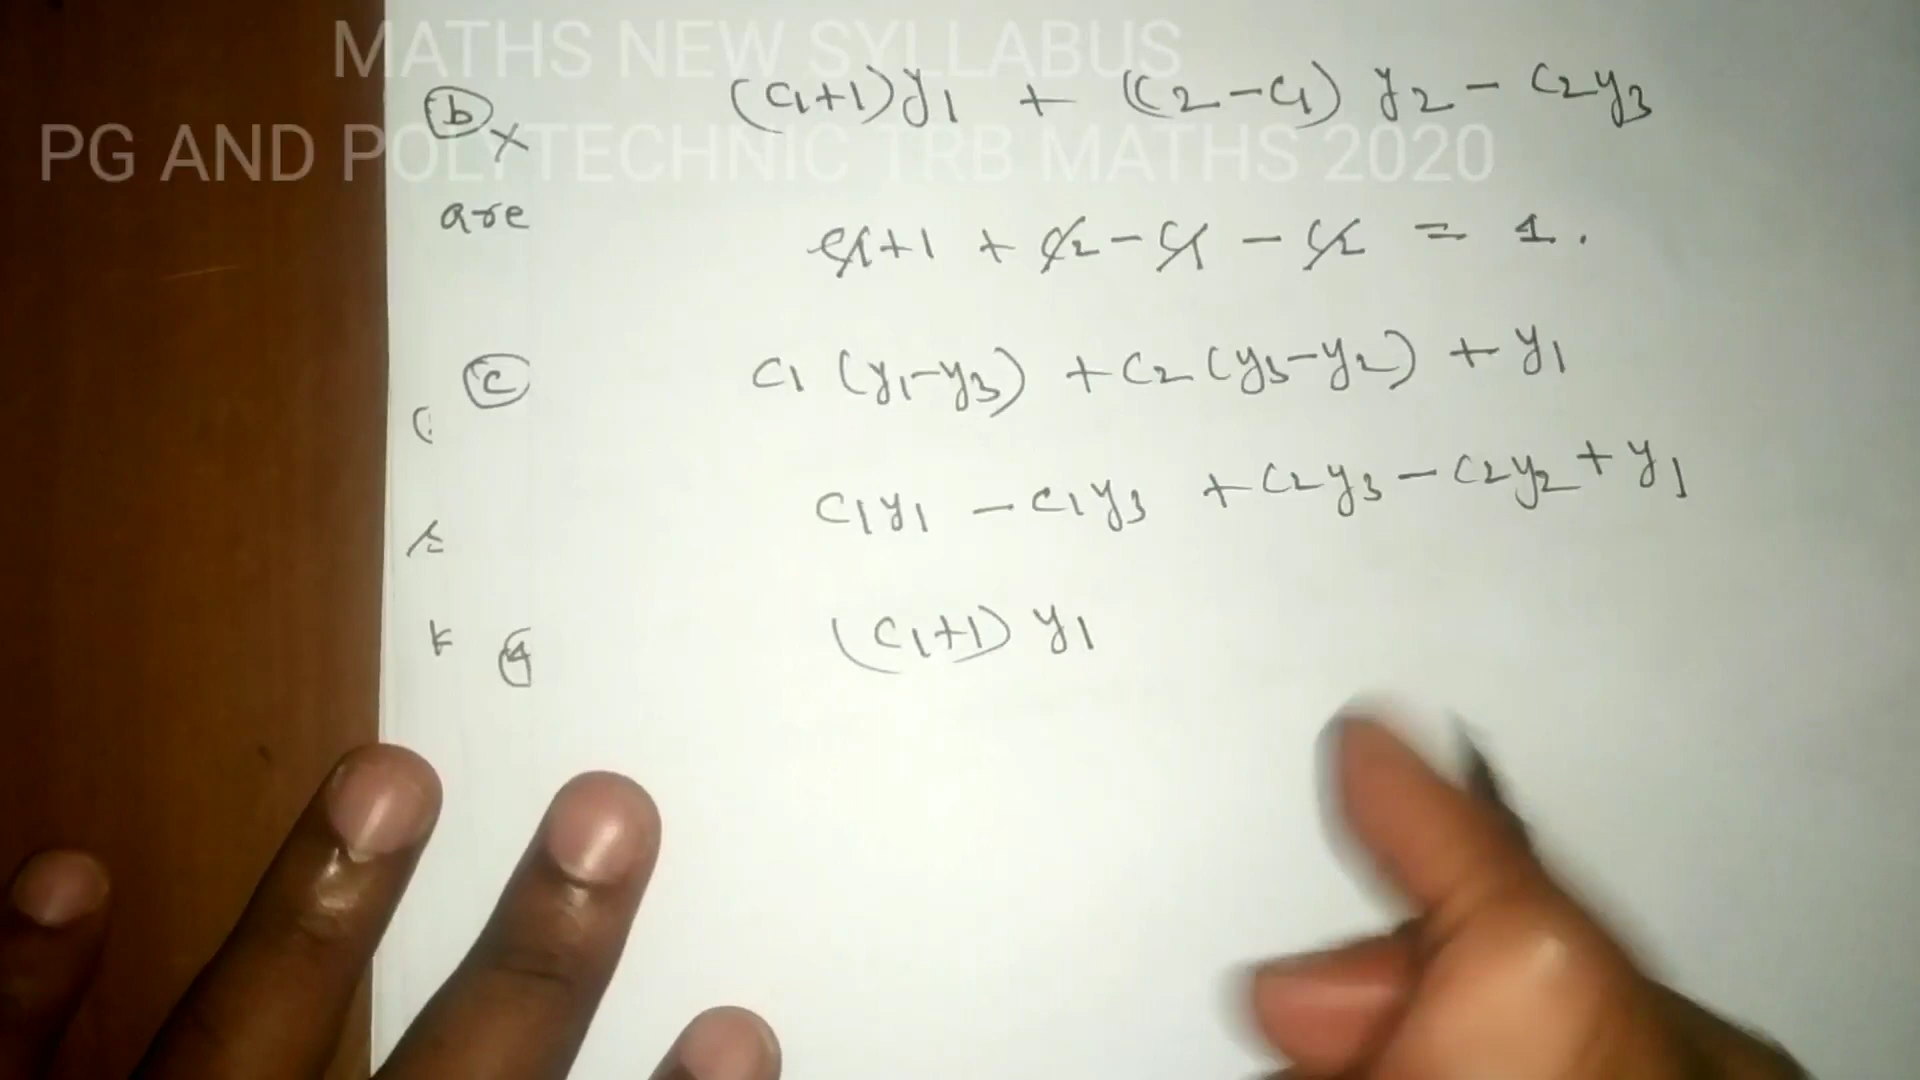 MATHS NEW SYLLABUS
PG AND POLYTECHNIC TRB MATHS 2020
(b) x (c1+1)y1 + (c2-c1) y2 - c2y3
are
c1+1 + c2 - c1 - c2 = 1.
(c) c1 (y1-y3) + c2 (y3-y2) + y1
c1y1 - c1y3 + c2y3 - c2y2 + y1
(c1+1) y1